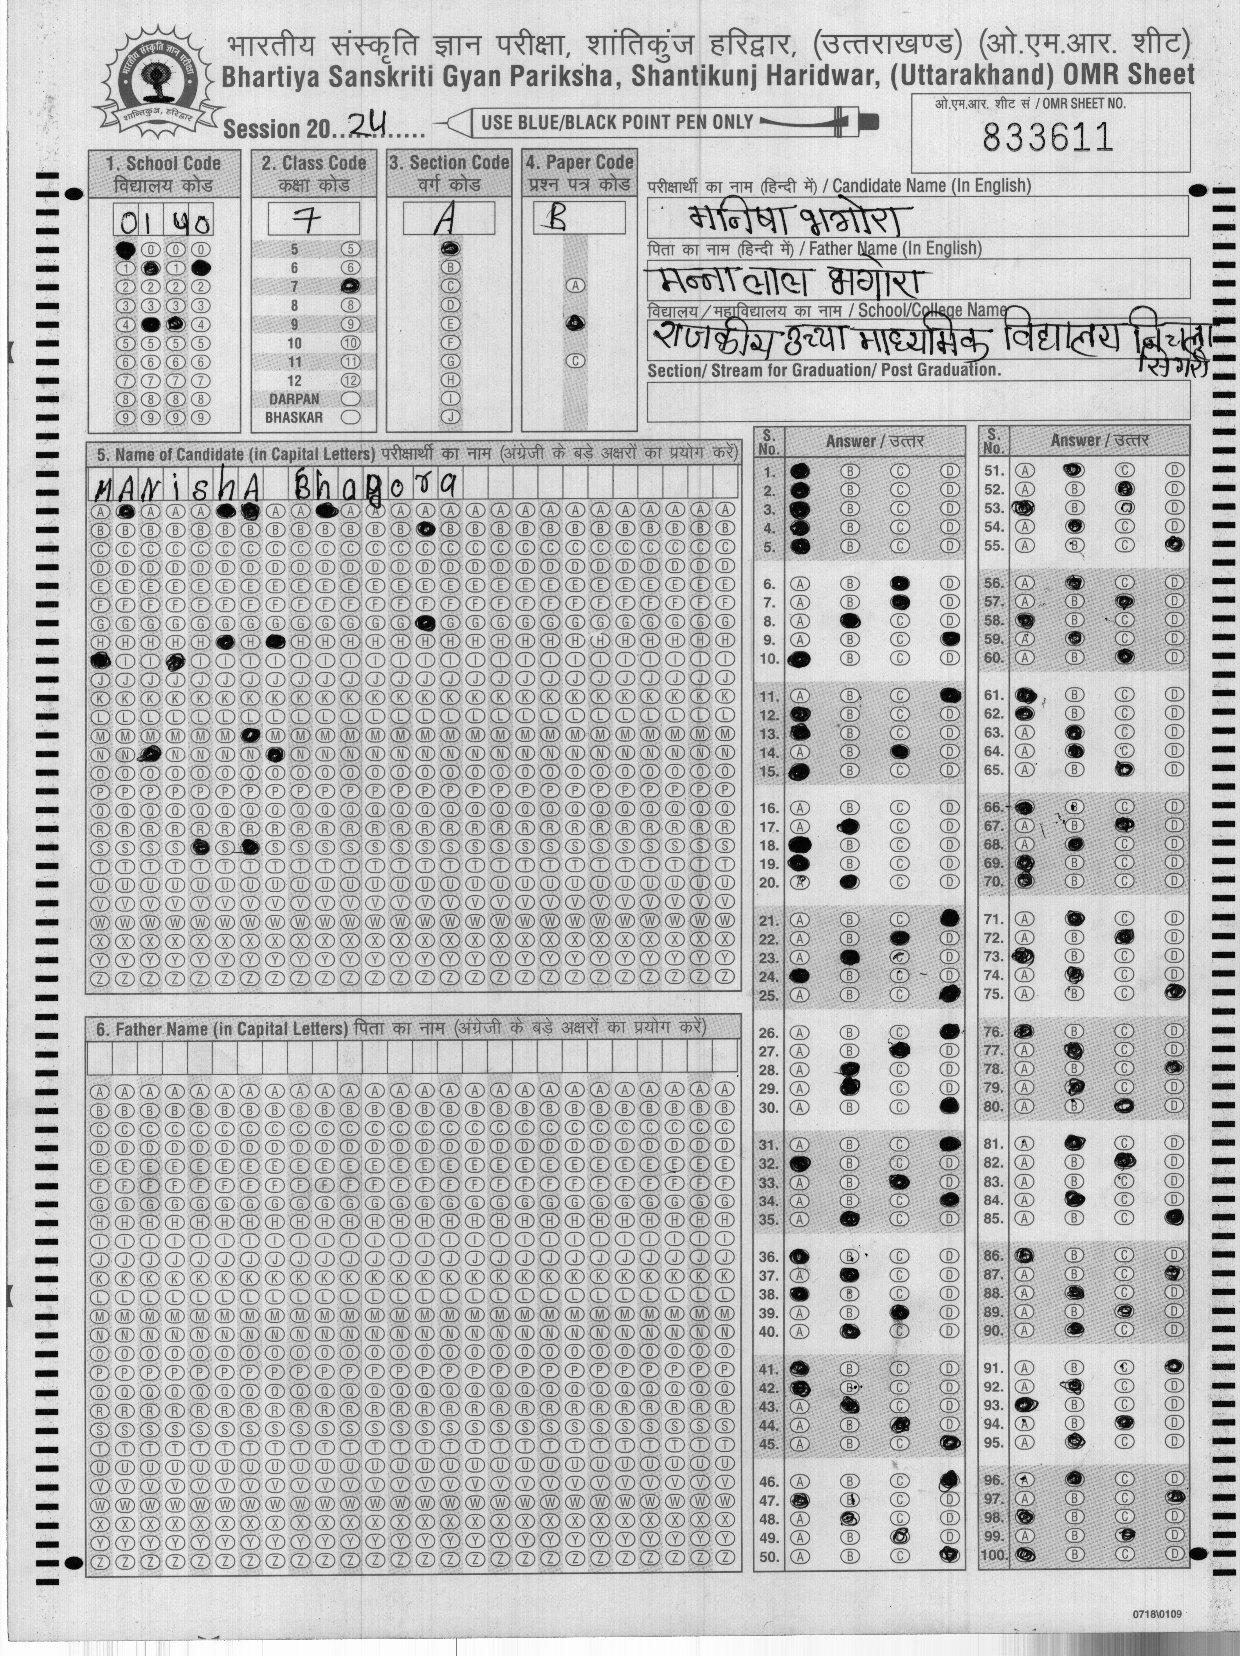 भारतीय संस्कृति ज्ञान परीक्षा, शांतिकुंज हरिद्वार, (उत्तराखण्ड) (ओ.एम.आर. शीट)
Bhartiya Sanskriti Gyan Pariksha, Shantikunj Haridwar, (Uttarakhand) OMR Sheet
Session 20 24
USE BLUE/BLACK POINT PEN ONLY
ओ.एम.आर. शीट सं / OMR SHEET NO.
833611
1. School Code
विद्यालय कोड
0140
2. Class Code
कक्षा कोड
7
5
6
7
8
9
10
11
12
DARPAN
BHASKAR
3. Section Code
वर्ग कोड
A
4. Paper Code
प्रश्न पत्र कोड
B
परीक्षार्थी का नाम (हिन्दी में) / Candidate Name (In English)
मनिषा भगोरा
पिता का नाम (हिन्दी में) / Father Name (In English)
मन्नालाल भगोरा
विद्यालय / महाविद्यालय का नाम / School/College Name
राजकीय उच्या माध्यमिक विद्यालय निचला
Section/ Stream for Graduation/ Post Graduation.
5. Name of Candidate (in Capital Letters) परीक्षार्थी का नाम (अंग्रेजी के बड़े अक्षरों का प्रयोग करें)
MANishA Bhagora
6. Father Name (in Capital Letters) पिता का नाम (अंग्रेजी के बड़े अक्षरों का प्रयोग करें)
S. No. Answer / उत्तर
S. No. Answer / उत्तर
0718\0109